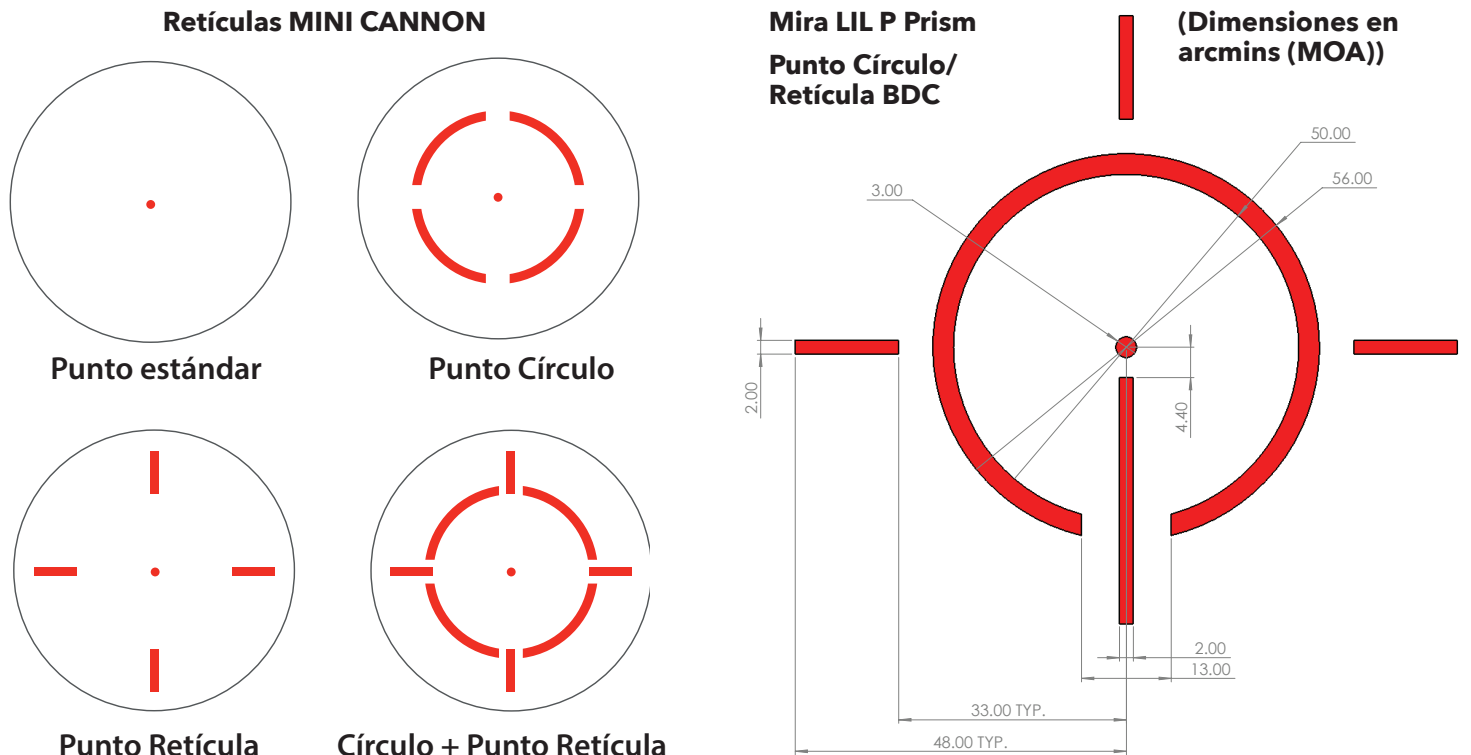 Retículas MINI CANNON
Punto estándar
Punto Círculo
Punto Retícula
Círculo + Punto Retícula
Mira LIL P Prism
Punto Círculo/
Retícula BDC
(Dimensiones en
arcmins (MOA))
50.00
56.00
3.00
2.00
4.40
2.00
13.00
33.00 TYP.
48.00 TYP.